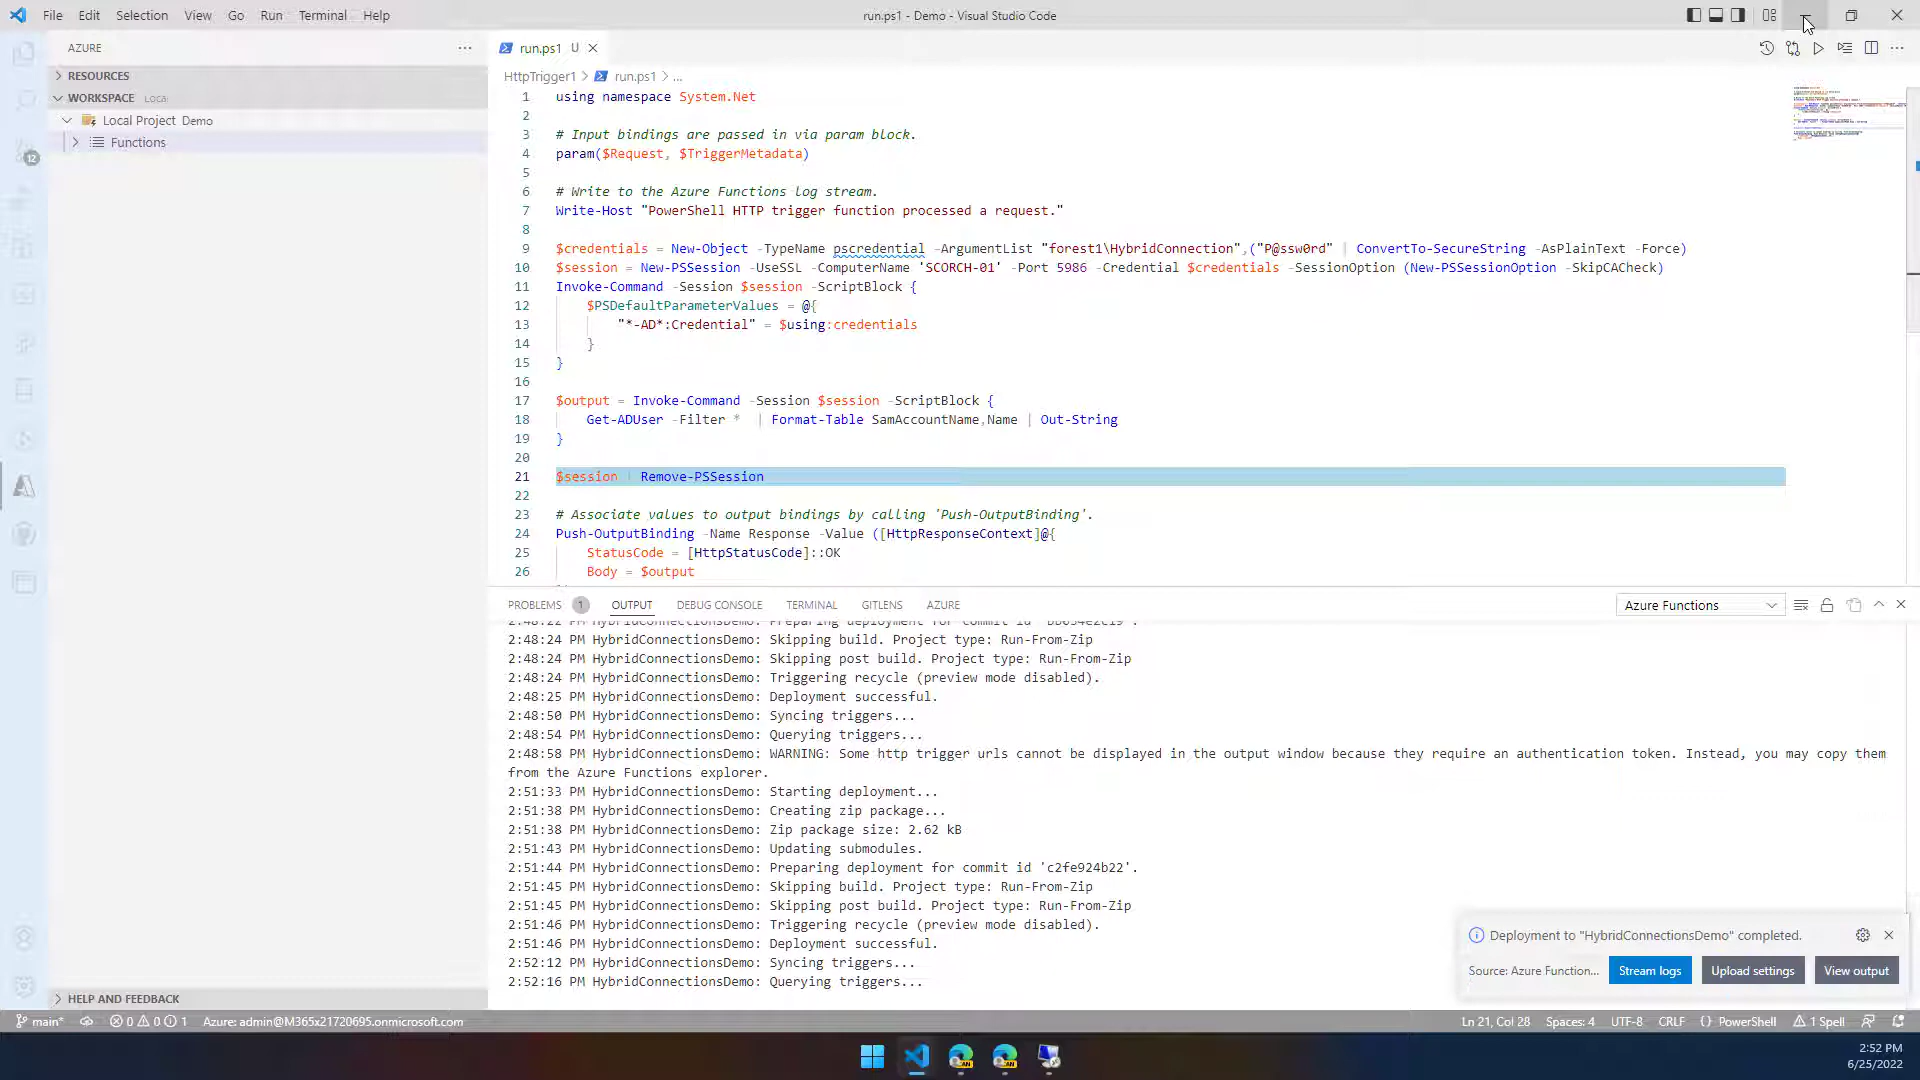 File Edit Selection View Go Run Terminal Help
run.ps1 - Demo - Visual Studio Code
AZURE
RESOURCES
WORKSPACE Local
Local Project Demo
Functions
12
HELP AND FEEDBACK
run.ps1 U
HttpTrigger1 > run.ps1 > ...
1 using namespace System.Net
2
3 # Input bindings are passed in via param block.
4 param($Request, $TriggerMetadata)
5
6 # Write to the Azure Functions log stream.
7 Write-Host "PowerShell HTTP trigger function processed a request."
8
9 $credentials = New-Object -TypeName pscredential -ArgumentList "forest1\HybridConnection",("P@ssw0rd" | ConvertTo-SecureString -AsPlainText -Force)
10 $session = New-PSSession -UseSSL -ComputerName 'SCORCH-01' -Port 5986 -Credential $credentials -SessionOption (New-PSSessionOption -SkipCACheck)
11 Invoke-Command -Session $session -ScriptBlock {
12 $PSDefaultParameterValues = @{
13 "*-AD*:Credential" = $using:credentials
14 }
15 }
16
17 $output = Invoke-Command -Session $session -ScriptBlock {
18 Get-ADUser -Filter * | Format-Table SamAccountName,Name | Out-String
19 }
20
21 $session | Remove-PSSession
22
23 # Associate values to output bindings by calling 'Push-OutputBinding'.
24 Push-OutputBinding -Name Response -Value ([HttpResponseContext]@{
25 StatusCode = [HttpStatusCode]::OK
26 Body = $output
PROBLEMS 1 OUTPUT DEBUG CONSOLE TERMINAL GITLENS AZURE
Azure Functions
2:48:24 PM HybridConnectionsDemo: Skipping build. Project type: Run-From-Zip
2:48:24 PM HybridConnectionsDemo: Skipping post build. Project type: Run-From-Zip
2:48:24 PM HybridConnectionsDemo: Triggering recycle (preview mode disabled).
2:48:25 PM HybridConnectionsDemo: Deployment successful.
2:48:50 PM HybridConnectionsDemo: Syncing triggers...
2:48:54 PM HybridConnectionsDemo: Querying triggers...
2:48:58 PM HybridConnectionsDemo: WARNING: Some http trigger urls cannot be displayed in the output window because they require an authentication token. Instead, you may copy them
from the Azure Functions explorer.
2:51:33 PM HybridConnectionsDemo: Starting deployment...
2:51:38 PM HybridConnectionsDemo: Creating zip package...
2:51:38 PM HybridConnectionsDemo: Zip package size: 2.62 kB
2:51:43 PM HybridConnectionsDemo: Updating submodules.
2:51:44 PM HybridConnectionsDemo: Preparing deployment for commit id 'c2fe924b22'.
2:51:45 PM HybridConnectionsDemo: Skipping build. Project type: Run-From-Zip
2:51:45 PM HybridConnectionsDemo: Skipping post build. Project type: Run-From-Zip
2:51:46 PM HybridConnectionsDemo: Triggering recycle (preview mode disabled).
2:51:46 PM HybridConnectionsDemo: Deployment successful.
2:52:12 PM HybridConnectionsDemo: Syncing triggers...
2:52:16 PM HybridConnectionsDemo: Querying triggers...
Deployment to "HybridConnectionsDemo" completed.
Source: Azure Function... Stream logs Upload settings View output
main* 0 0 1 Azure: admin@M365x21720695.onmicrosoft.com
Ln 21, Col 28 Spaces: 4 UTF-8 CRLF {} PowerShell 1 Spell
2:52 PM
6/25/2022